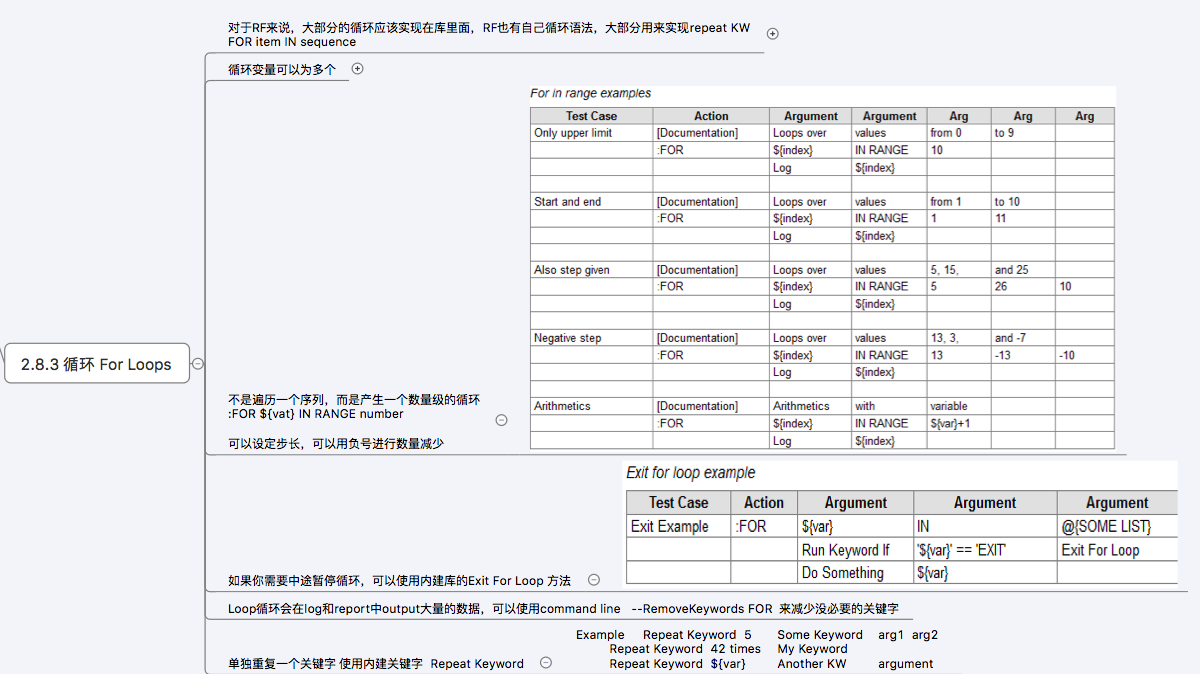 对于RF来说，大部分的循环应该实现在库里面，RF也有自己循环语法，大部分用来实现repeat KW
FOR item IN sequence
循环变量可以为多个
For in range examples
Test Case Action Argument Argument Arg Arg Arg
Only upper limit [Documentation] Loops over values from 0 to 9
:FOR ${index} IN RANGE 10
Log ${index}
Start and end [Documentation] Loops over values from 1 to 10
:FOR ${index} IN RANGE 1 11
Log ${index}
Also step given [Documentation] Loops over values 5, 15, and 25
:FOR ${index} IN RANGE 5 26 10
Log ${index}
Negative step [Documentation] Loops over values 13, 3, and -7
:FOR ${index} IN RANGE 13 -13 -10
Log ${index}
Arithmetics [Documentation] Arithmetics with variable
:FOR ${index} IN RANGE ${var}+1
Log ${index}
2.8.3 循环 For Loops
不是遍历一个序列，而是产生一个数量级的循环
:FOR ${vat} IN RANGE number
可以设定步长，可以用负号进行数量减少
Exit for loop example
Test Case Action Argument Argument Argument
Exit Example :FOR ${var} IN @{SOME LIST}
Run Keyword If '${var}' == 'EXIT' Exit For Loop
Do Something ${var}
如果你需要中途暂停循环，可以使用内建库的Exit For Loop 方法
Loop循环会在log和report中output大量的数据，可以使用command line --RemoveKeywords FOR 来减少没必要的关键字
Example Repeat Keyword 5 Some Keyword arg1 arg2
Repeat Keyword 42 times My Keyword
Repeat Keyword ${var} Another KW argument
单独重复一个关键字 使用内建关键字 Repeat Keyword